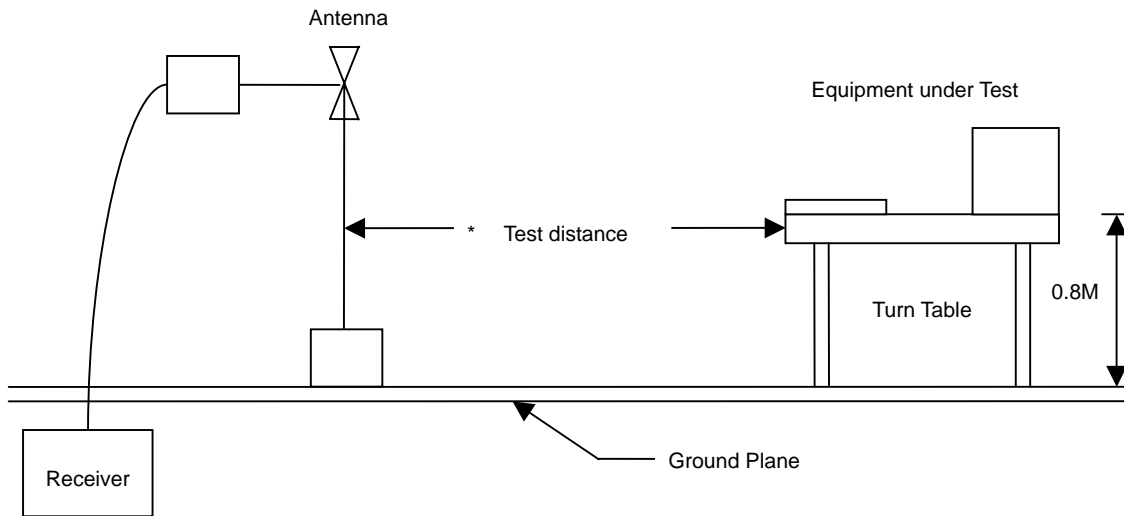 Antenna
Equipment under Test
* Test distance
0.8M
Turn Table
Ground Plane
Receiver